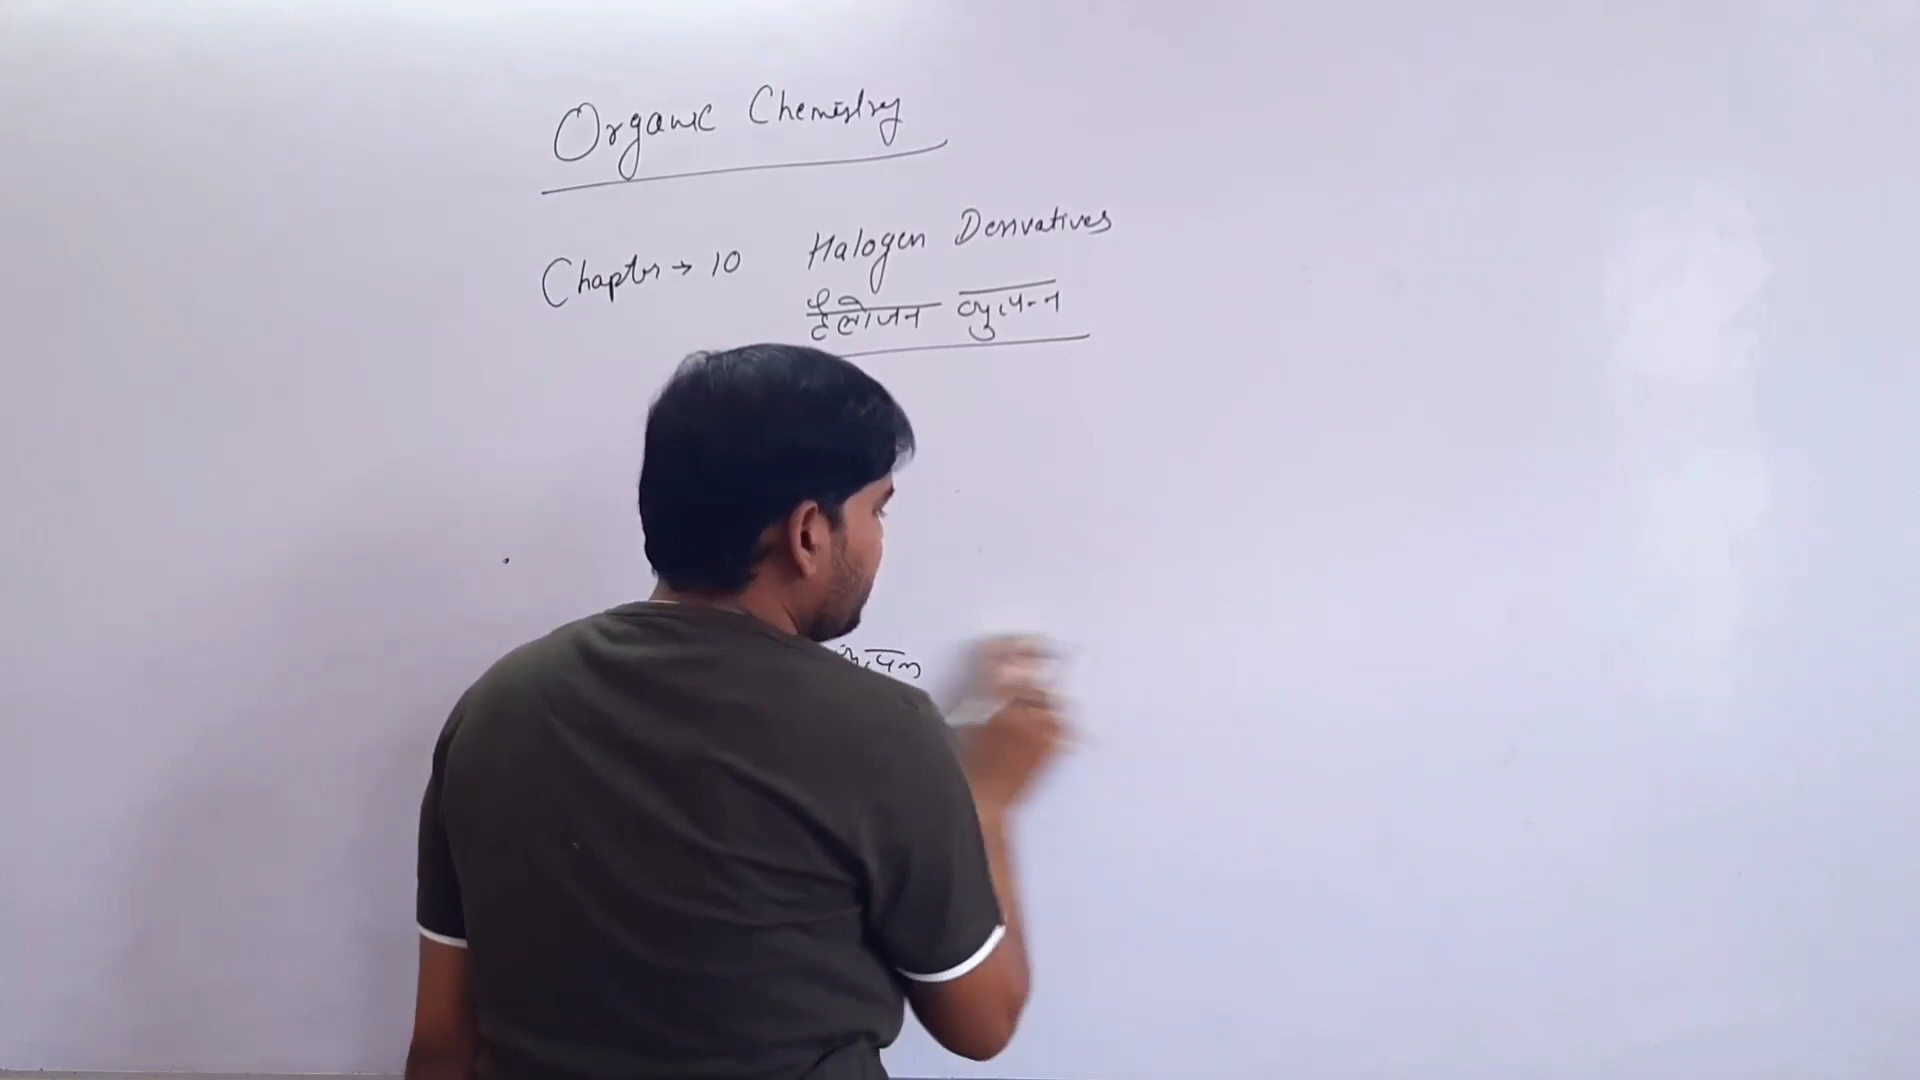 Organic Chemistry
Chapter → 10 Halogen Derivatives
हैलोजन व्युत्पन्न